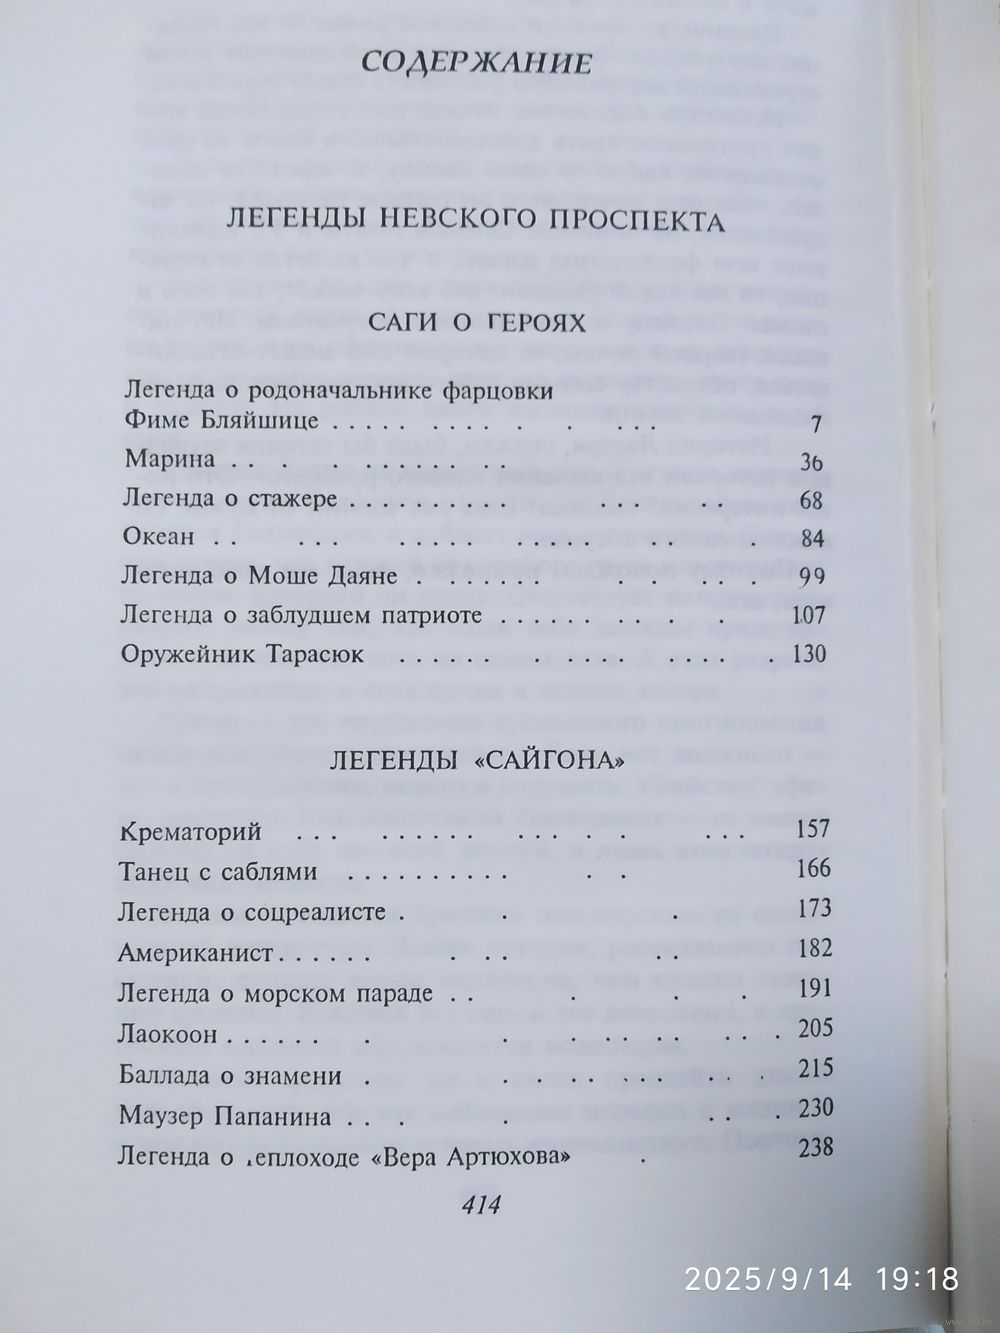 СОДЕРЖАНИЕ
ЛЕГЕНДЫ НЕВСКОГО ПРОСПЕКТА
САГИ О ГЕРОЯХ
Легенда о родоначальнике фарцовки
Фиме Бляйшице 7
Марина 36
Легенда о стажере 68
Океан 84
Легенда о Моше Даяне 99
Легенда о заблудшем патриоте 107
Оружейник Тарасюк 130
ЛЕГЕНДЫ «САЙГОНА»
Крематорий 157
Танец с саблями 166
Легенда о соцреалисте 173
Американист 182
Легенда о морском параде 191
Лаокоон 205
Баллада о знамени 215
Маузер Папанина 230
Легенда о теплоходе «Вера Артюхова» 238
414
2025/9/14 19:18